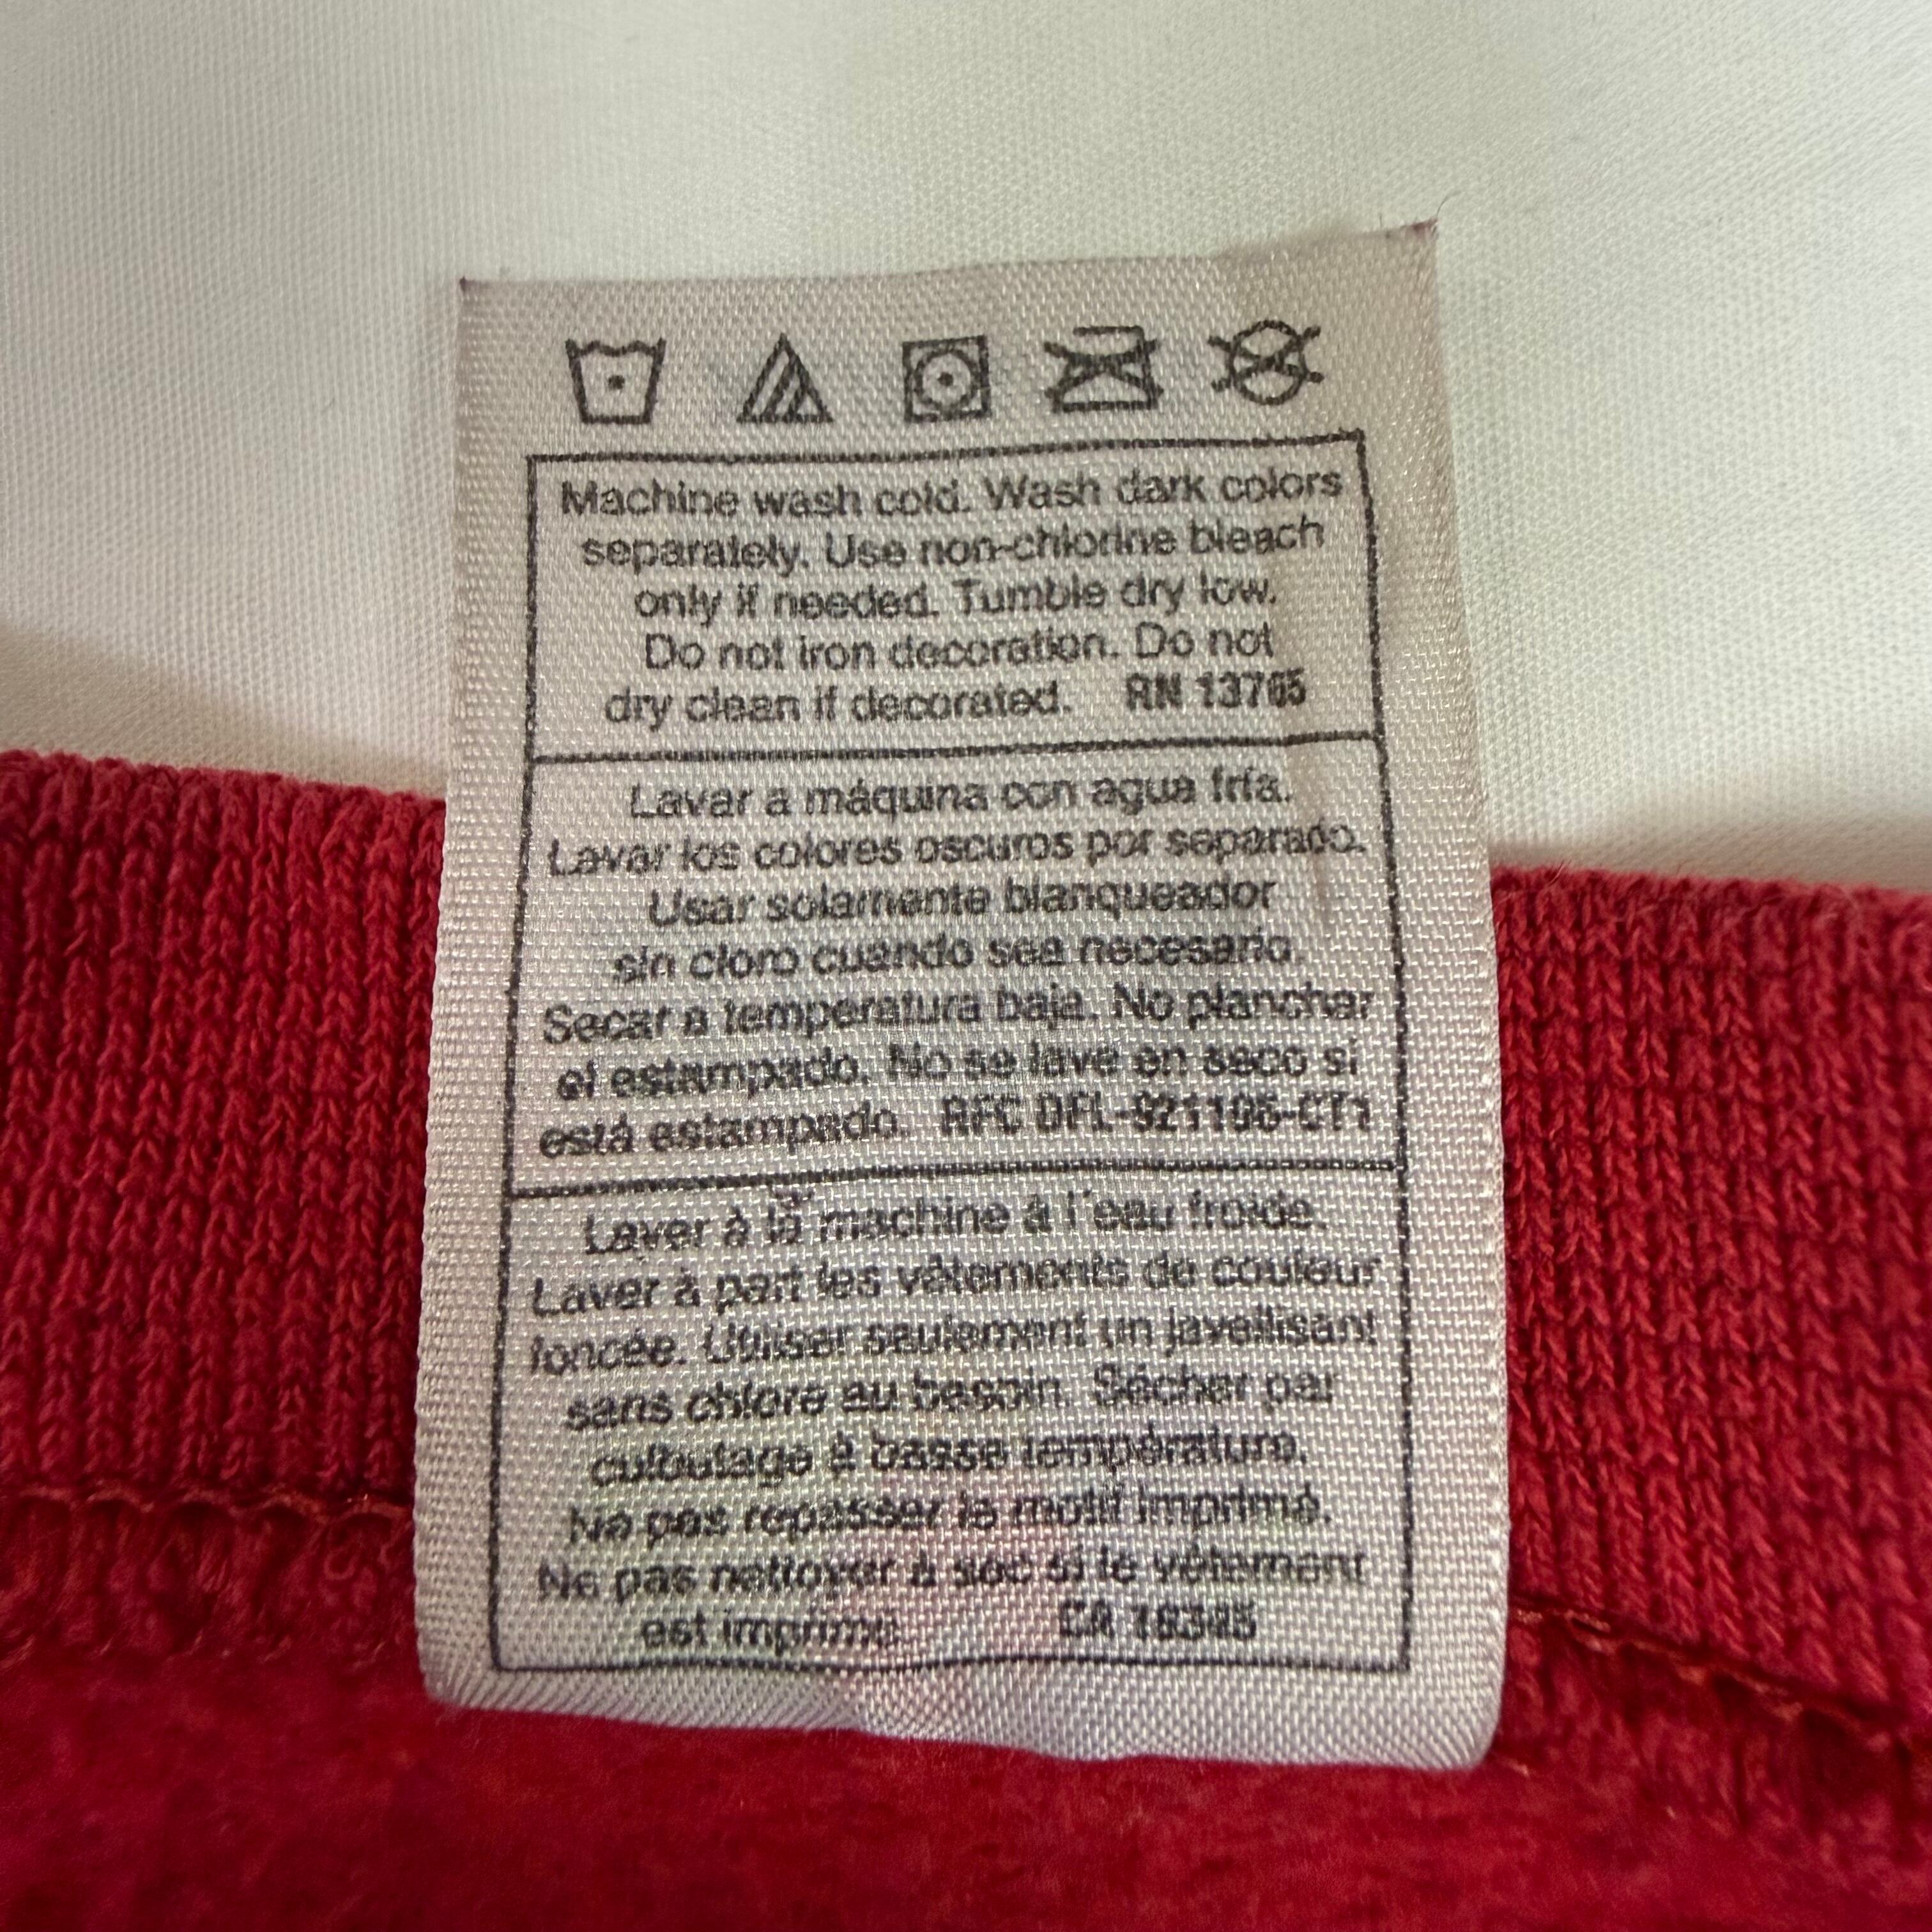 Machine wash cold. Wash dark colors
separately. Use non-chlorine bleach
only if needed. Tumble dry low.
Do not iron decoration. Do not
dry clean if decorated. RN 13765
Lavar a máquina con agua fría.
Lavar los colores oscuros por separado.
Usar solamente blanqueador
sin cloro cuando sea necesario.
Secar a temperatura baja. No planchar
el estampado. No se lave en seco si
está estampado. RFC DFL-921106-CT1
Laver à la machine à l'eau froide.
Laver à part les vêtements de couleur
foncée. Utiliser seulement un javellisant
sans chlore au besoin. Sécher par
culbutage à basse température.
Ne pas repasser le motif imprimé.
Ne pas nettoyer à sec si le vêtement
est imprimé. CA